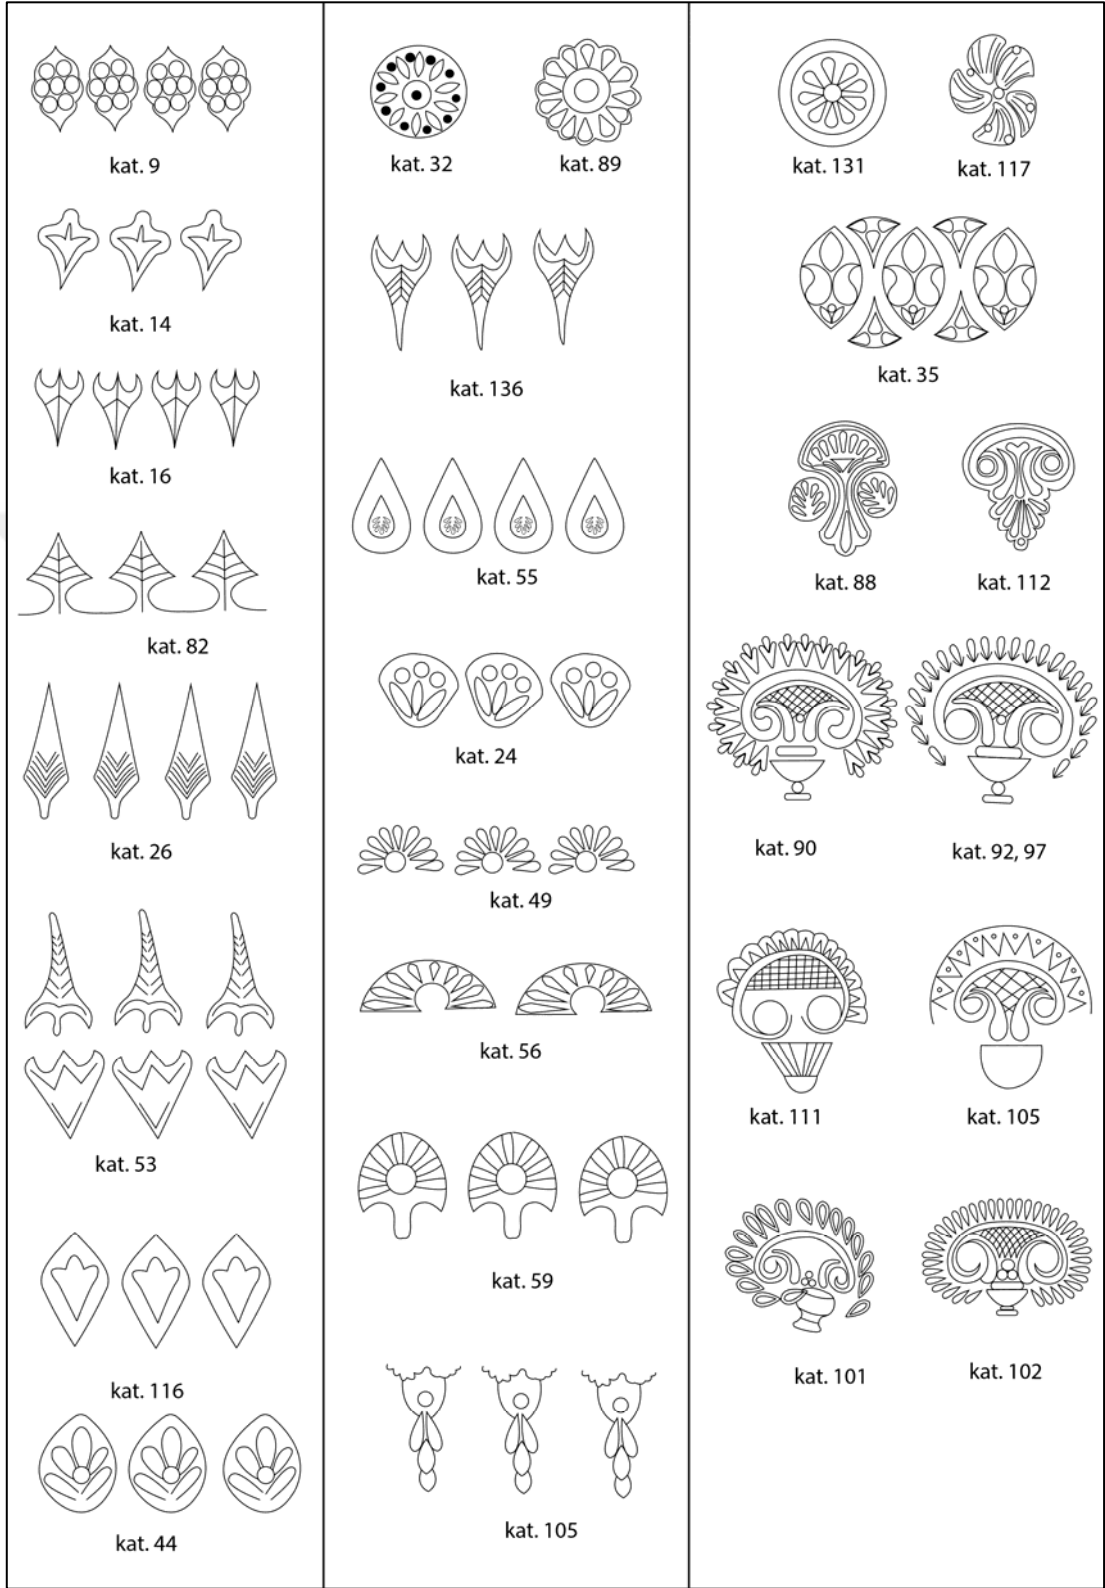 kat. 9
kat. 14
kat. 16
kat. 82
kat. 26
kat. 53
kat. 116
kat. 44
kat. 32
kat. 89
kat. 136
kat. 55
kat. 24
kat. 49
kat. 56
kat. 59
kat. 105
kat. 131
kat. 117
kat. 35
kat. 88
kat. 112
kat. 90
kat. 92, 97
kat. 111
kat. 105
kat. 101
kat. 102